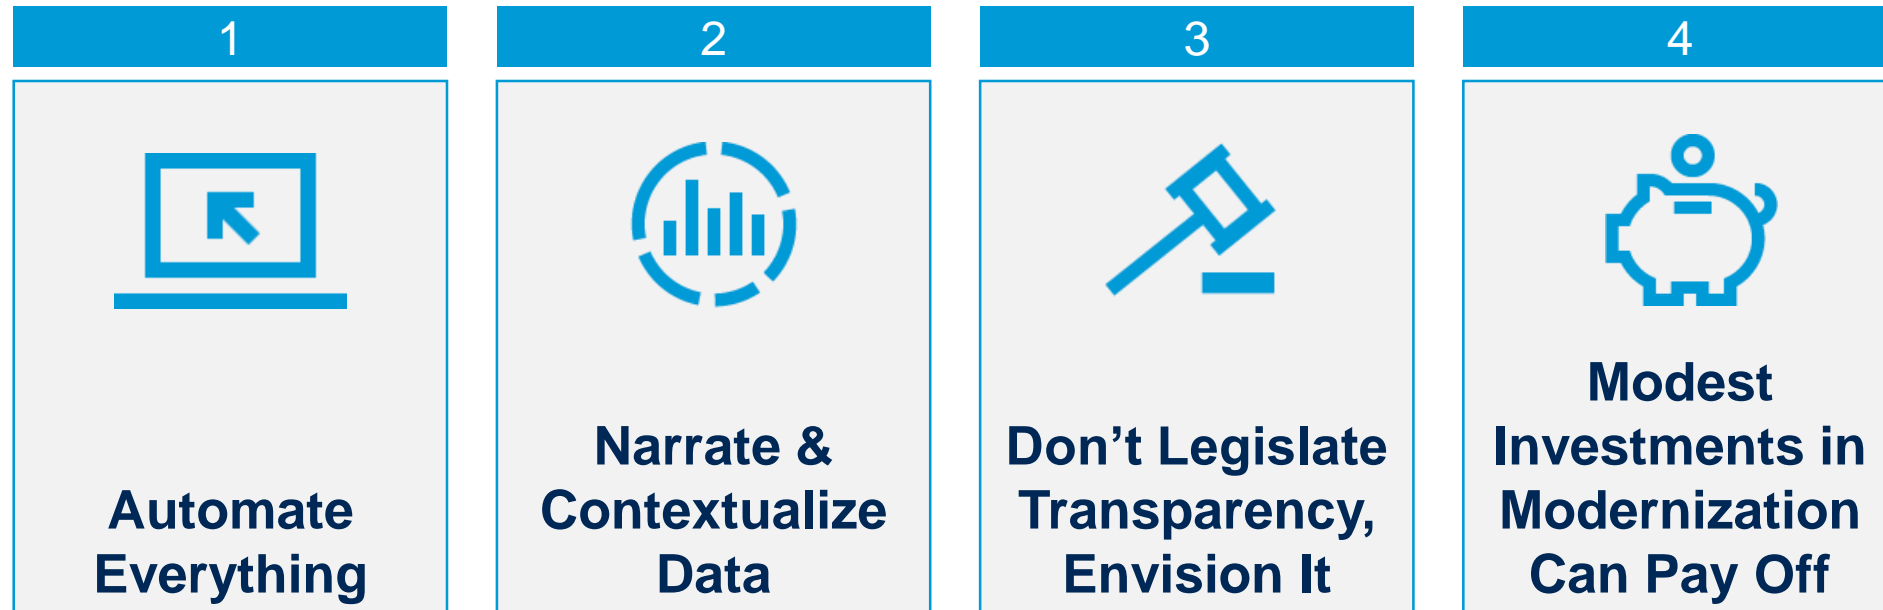 1
Automate
Everything
2
Narrate &
Contextualize
Data
3
Don’t Legislate
Transparency,
Envision It
4
Modest
Investments in
Modernization
Can Pay Off